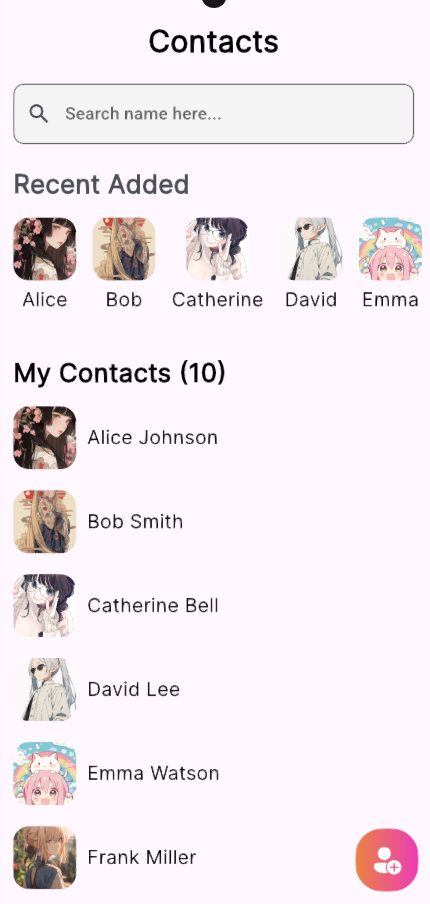 Contacts
Search name here...
Recent Added
Alice Bob Catherine David Emma
My Contacts (10)
Alice Johnson
Bob Smith
Catherine Bell
David Lee
Emma Watson
Frank Miller